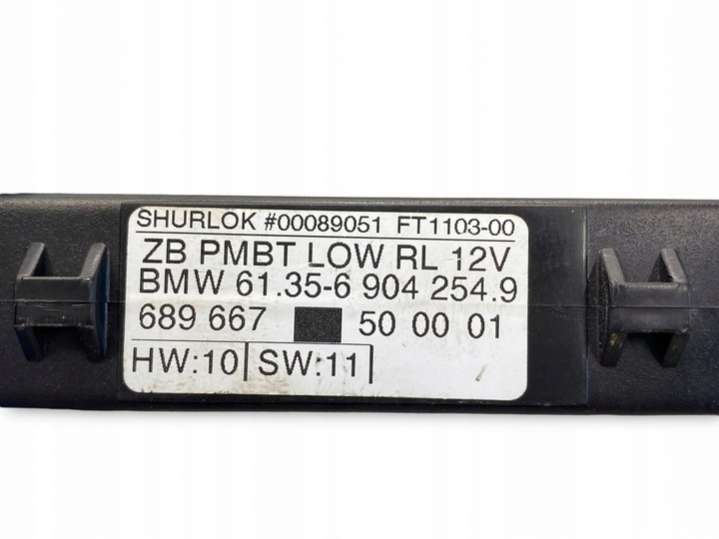 SHURLOK #00089051 FT1103-00
ZB PMBT LOW RL 12V
BMW 61.35-6 904 254.9
689 667 50 00 01
HW:10 SW:11